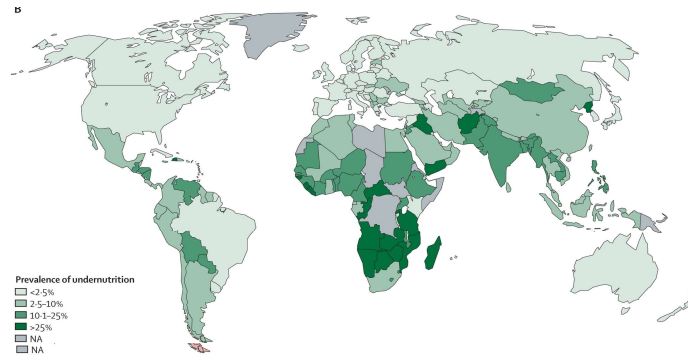 B
Prevalence of undernutrition
<2·5%
2·5–10%
10·1–25%
>25%
NA
NA